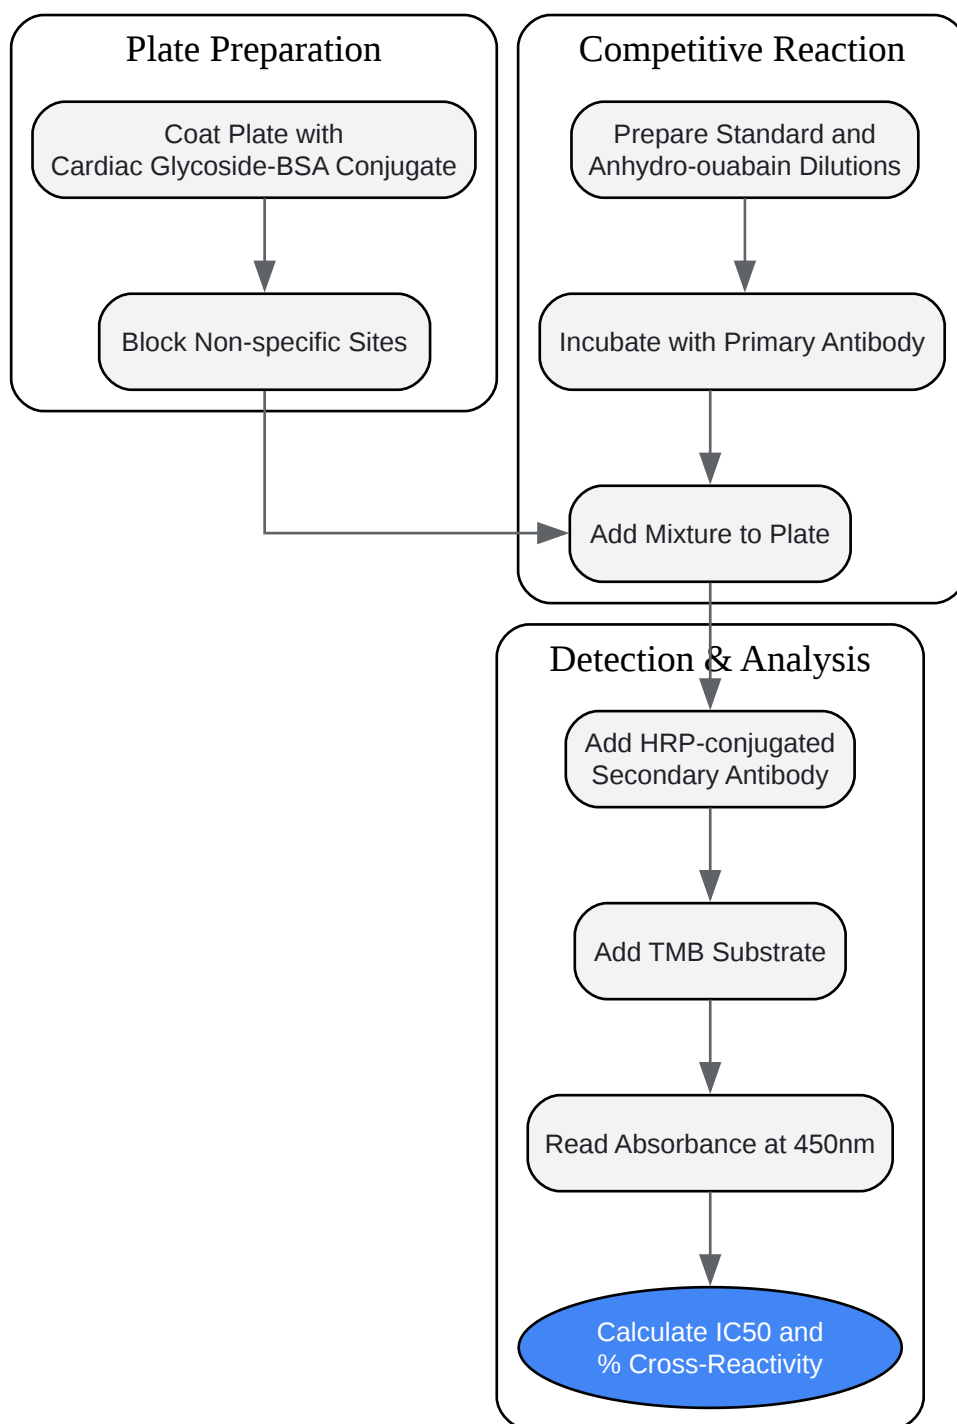 Plate Preparation
Coat Plate with
Cardiac Glycoside-BSA Conjugate
Block Non-specific Sites
Competitive Reaction
Prepare Standard and
Anhydro-ouabain Dilutions
Incubate with Primary Antibody
Add Mixture to Plate
Detection & Analysis
Add HRP-conjugated
Secondary Antibody
Add TMB Substrate
Read Absorbance at 450nm
Calculate IC50 and
% Cross-Reactivity